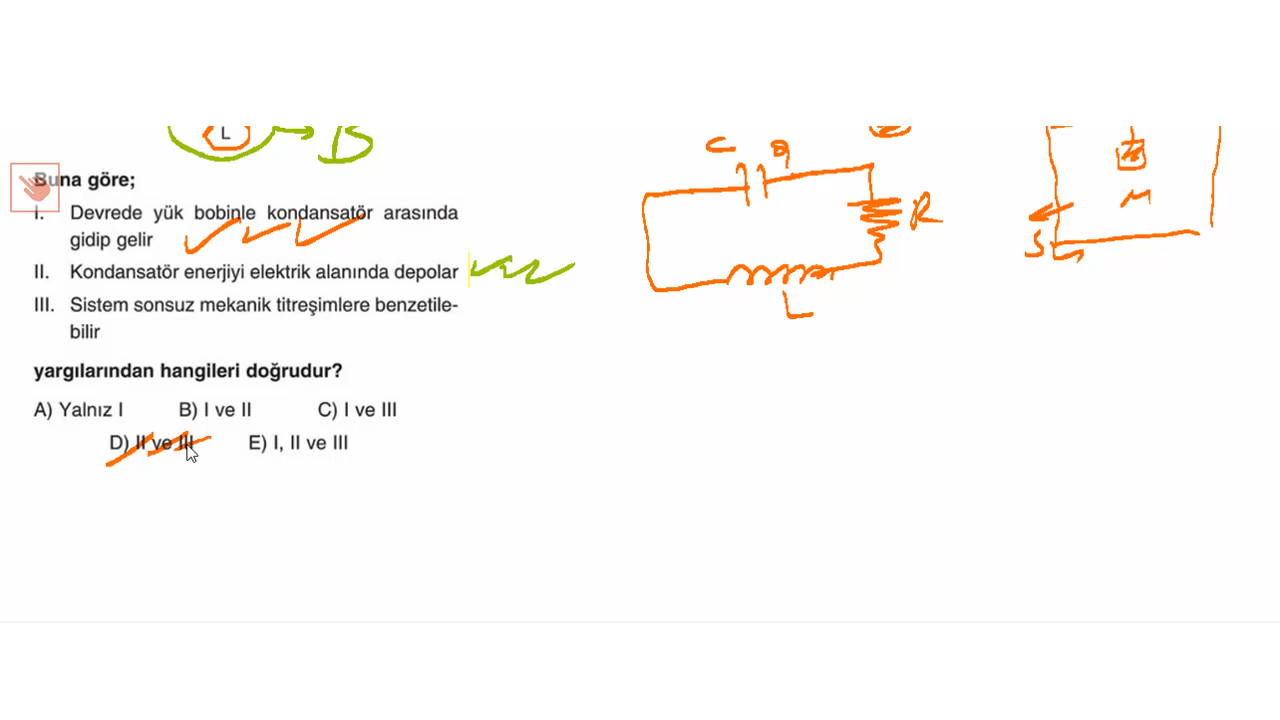 L → B
Buna göre;
I. Devrede yük bobinle kondansatör arasında
gidip gelir
II. Kondansatör enerjiyi elektrik alanında depolar
III. Sistem sonsuz mekanik titreşimlere benzetile-
bilir
yargılarından hangileri doğrudur?
A) Yalnız I B) I ve II C) I ve III
D) II ve III E) I, II ve III
C q
R
L
M
S